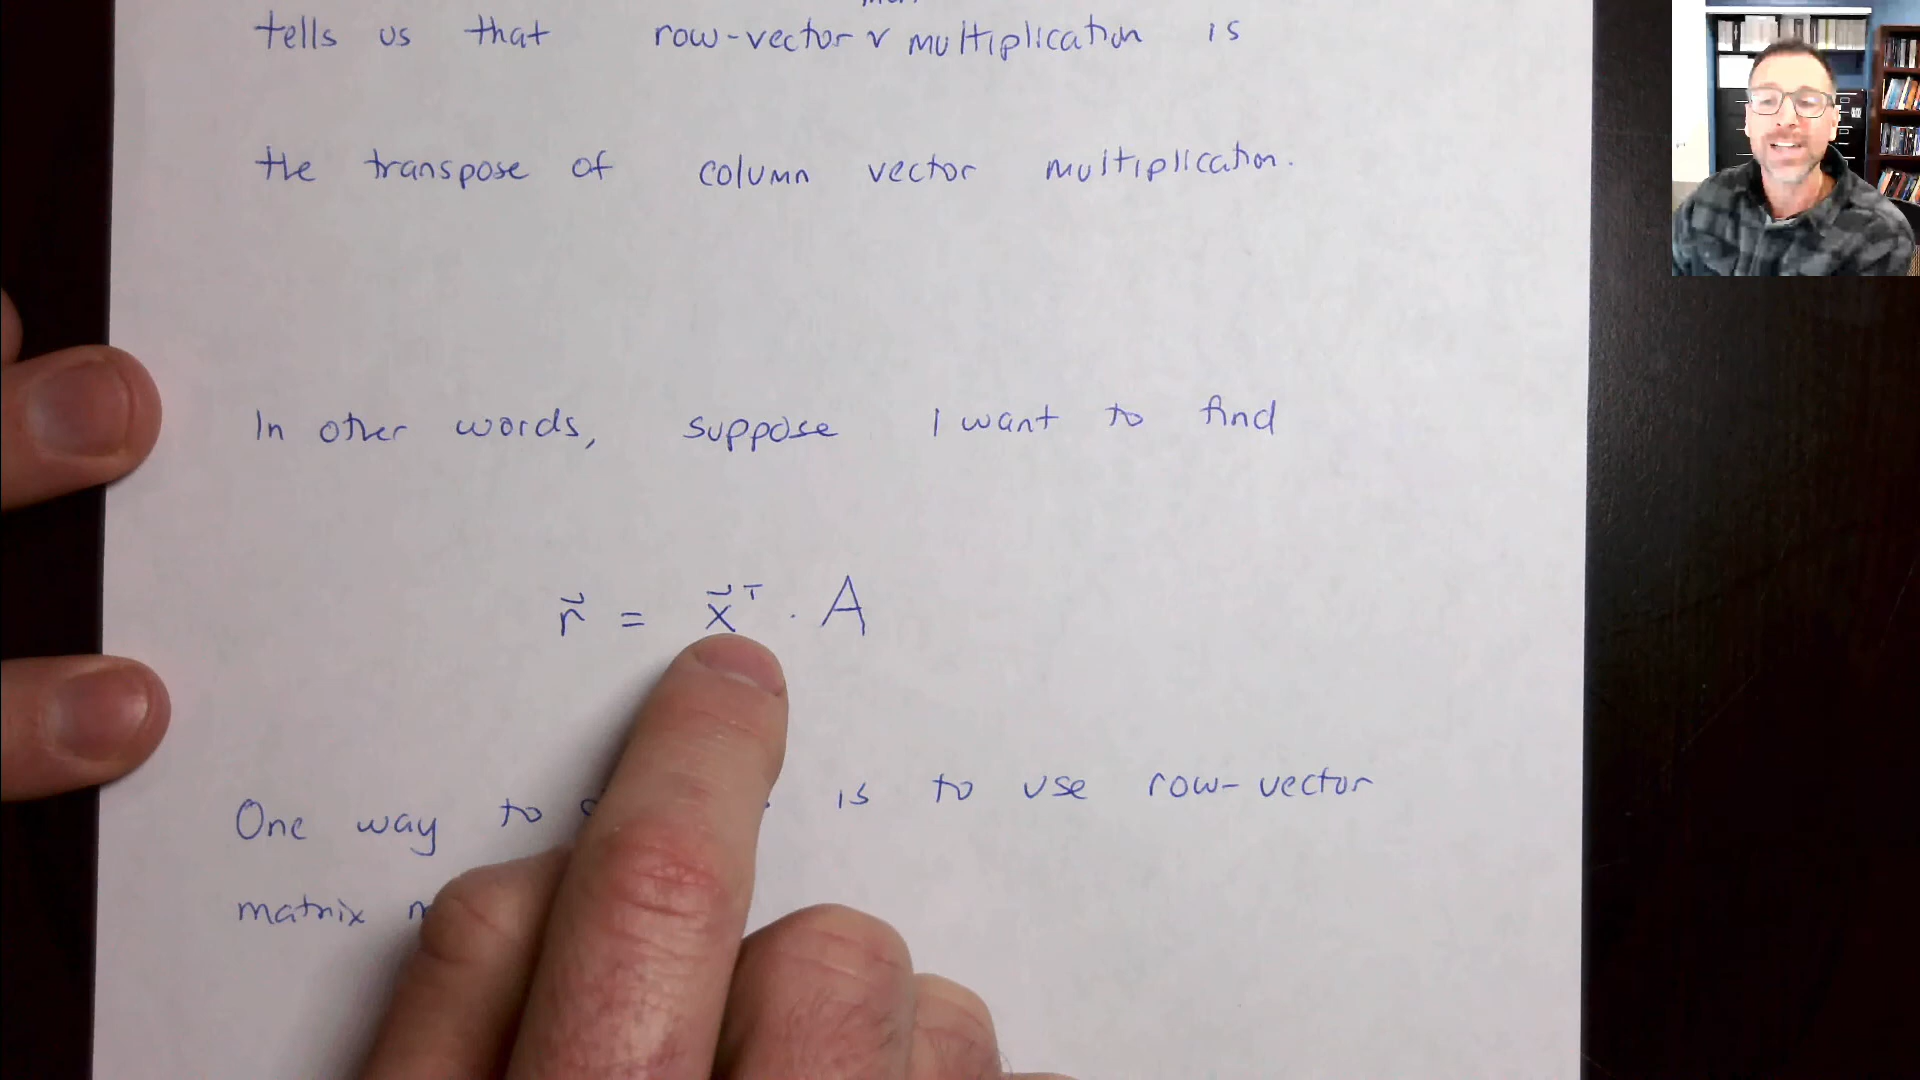 tells us that row-vector v multiplication is
the transpose of column vector multiplication.
In other words, suppose I want to find
r⃗ = x⃗ᵀ · A
One way to is to use row-vector
matrix